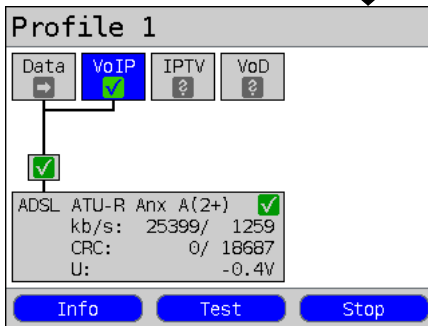 Profile 1
Data VoIP IPTV VoD
ADSL ATU-R Anx A(2+)
kb/s: 25399/ 1259
CRC: 0/ 18687
U: -0.4V
Info Test Stop